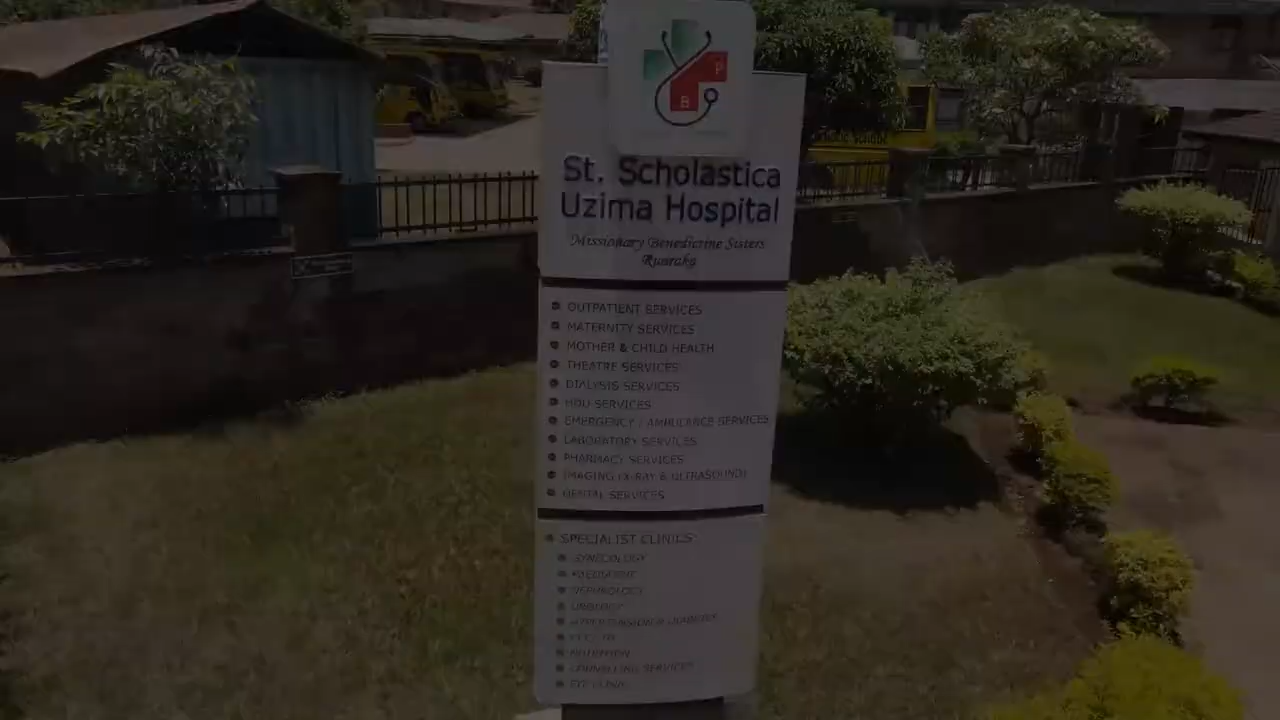 P
B
St. Scholastica
Uzima Hospital
Missionary Benedictine Sisters
Ruaraka
OUTPATIENT SERVICES
MATERNITY SERVICES
MOTHER & CHILD HEALTH
THEATRE SERVICES
DIALYSIS SERVICES
HDU SERVICES
EMERGENCY / AMBULANCE SERVICES
LABORATORY SERVICES
PHARMACY SERVICES
IMAGING (X-RAY & ULTRASOUND)
DENTAL SERVICES
SPECIALIST CLINICS
GYNECOLOGY
NEPHROLOGY
NUTRITION
COUNSELLING SERVICES
EYE CLINIC